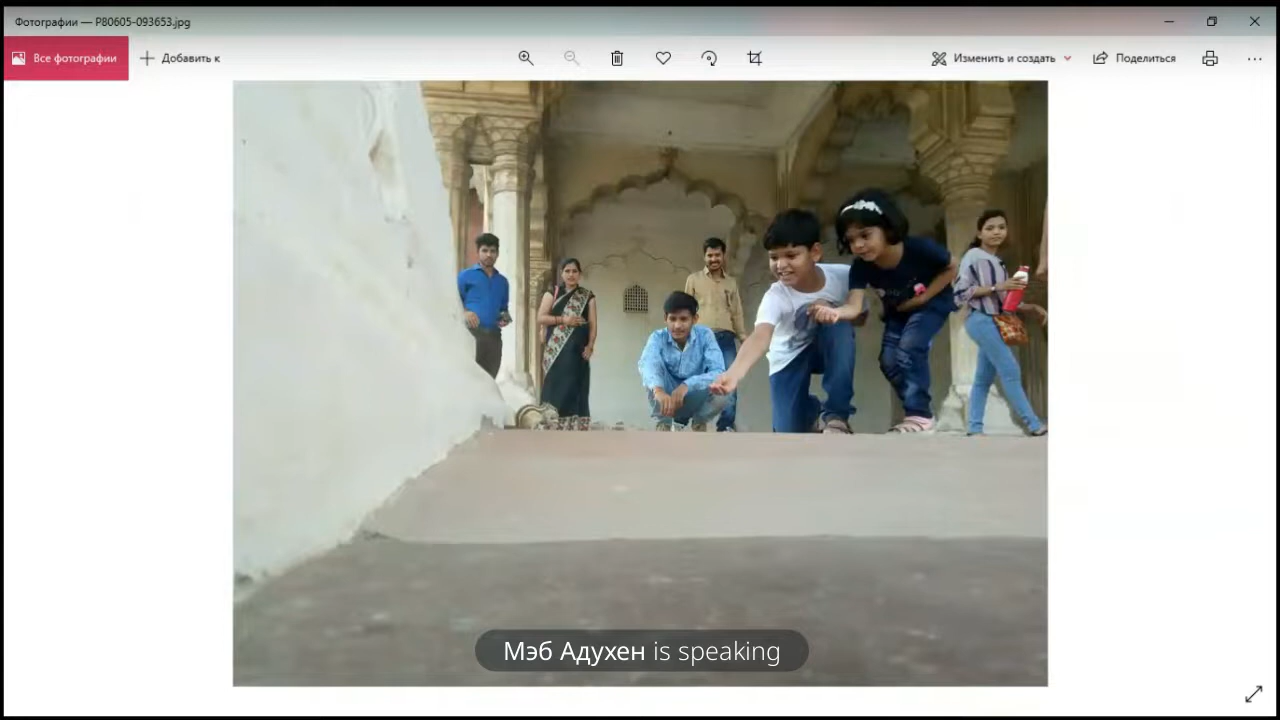 Фотографии — P80605-093653.jpg
Все фотографии
Добавить к
Изменить и создать
Поделиться
Мэб Адухен is speaking